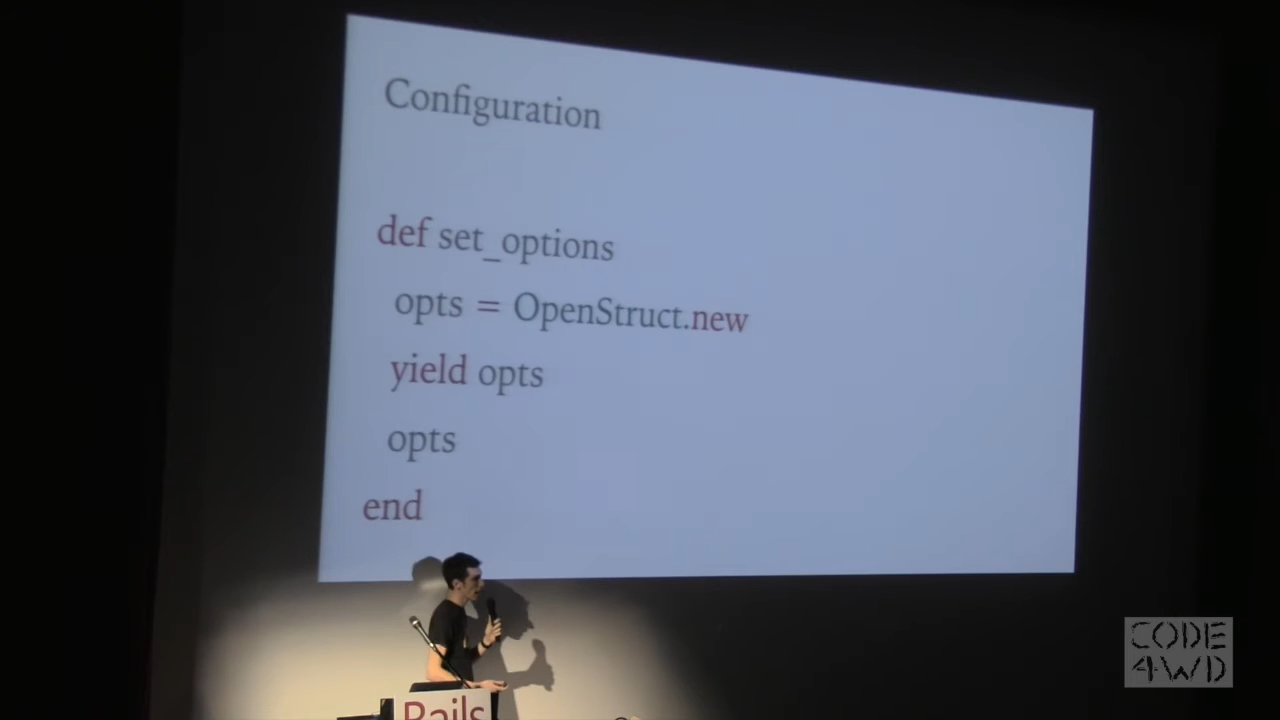 Configuration
def set_options
opts = OpenStruct.new
yield opts
opts
end
Rails
CODE
4WD